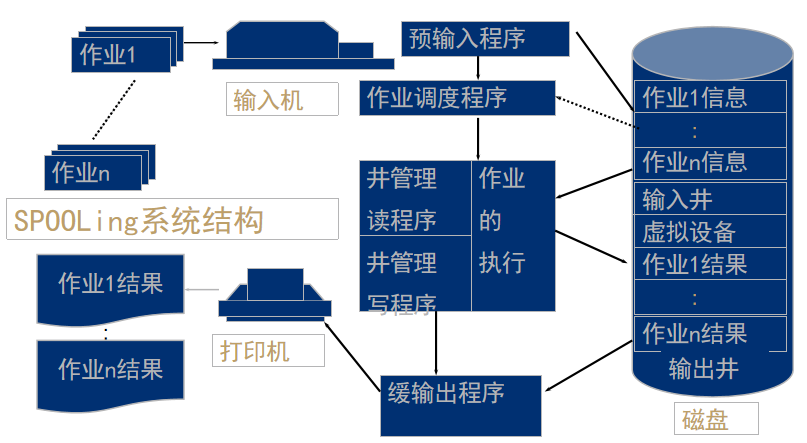 作业1
作业n
输入机
SPOOLing系统结构
作业1结果
作业n结果
打印机
预输入程序
作业调度程序
井管理
读程序
井管理
写程序
作业
的
执行
缓输出程序
作业1信息
:
作业n信息
输入井
虚拟设备
作业1结果
:
作业n结果
输出井
磁盘